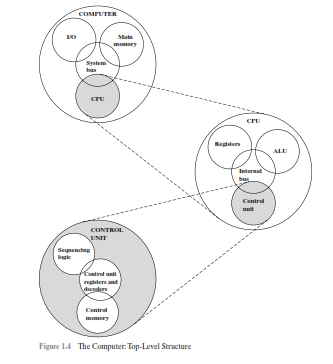 COMPUTER
I/O
Main
memory
System
bus
CPU
CPU
Registers
ALU
Internal
bus
Control
unit
CONTROL
UNIT
Sequencing
logic
Control unit
registers and
decoders
Control
memory
Figure 1.4 The Computer: Top-Level Structure